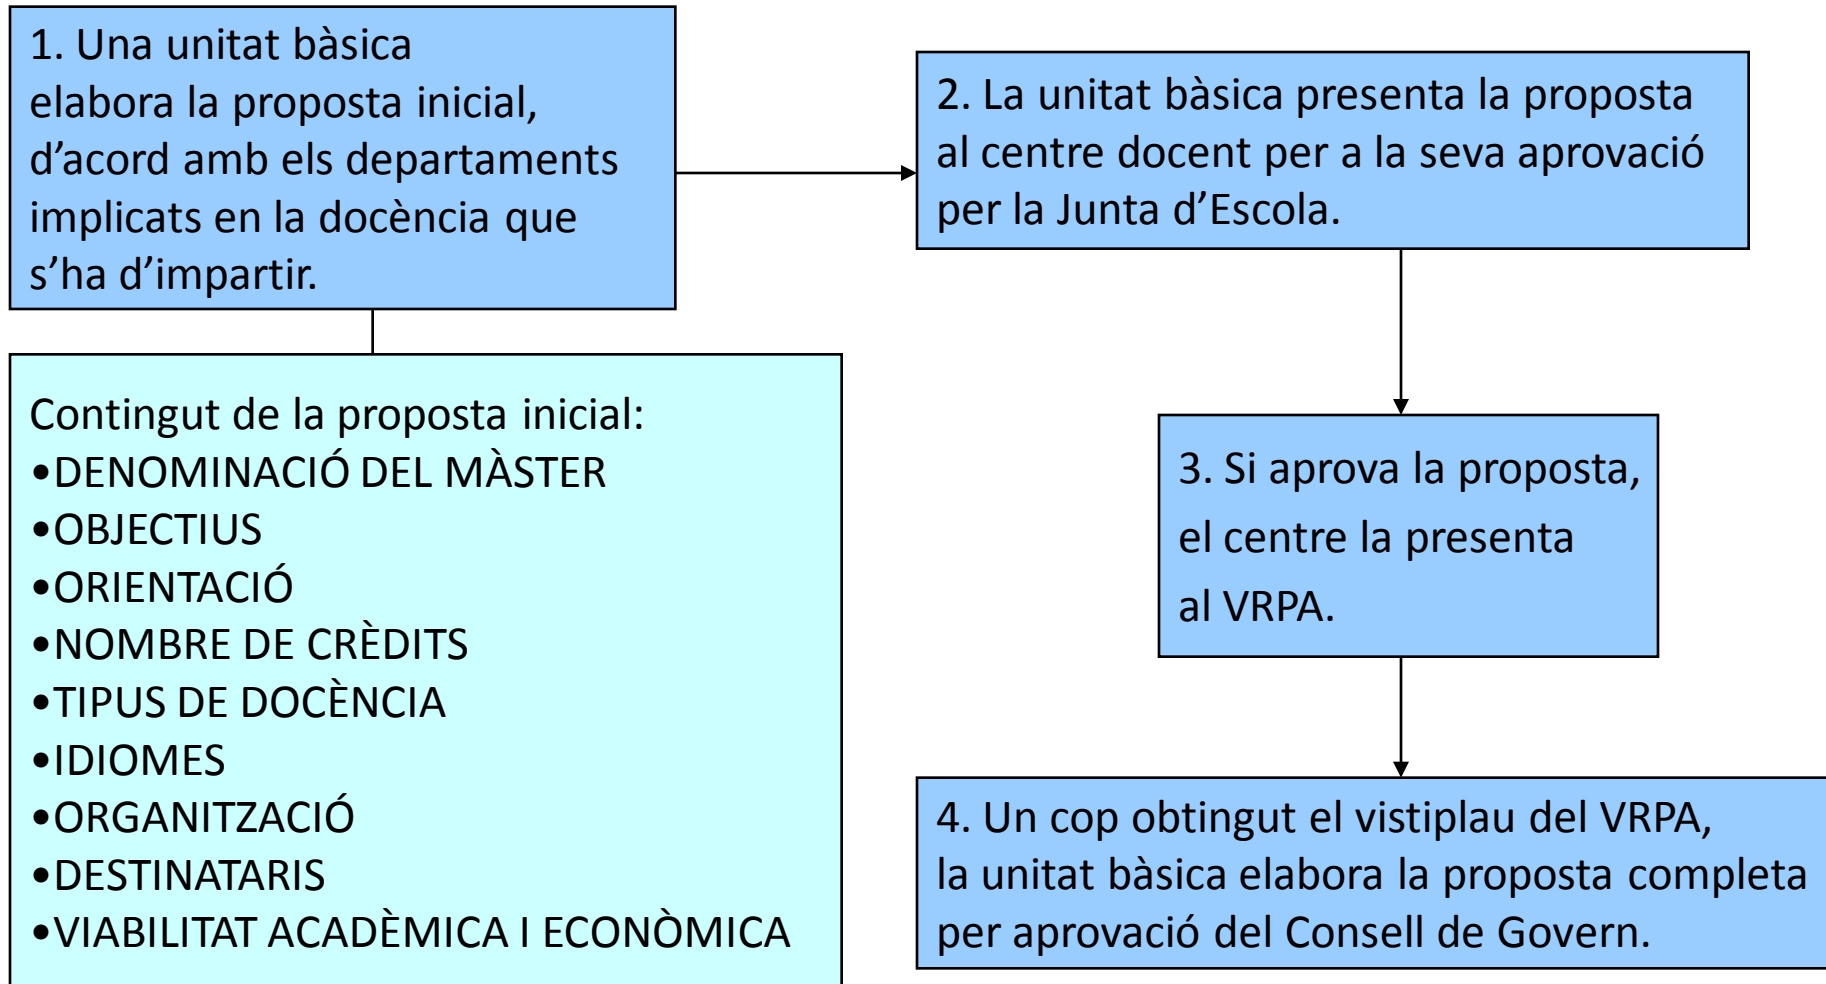 1. Una unitat bàsica
elabora la proposta inicial,
d’acord amb els departaments
implicats en la docència que
s’ha d’impartir.
2. La unitat bàsica presenta la proposta
al centre docent per a la seva aprovació
per la Junta d’Escola.
Contingut de la proposta inicial:
•DENOMINACIÓ DEL MÀSTER
•OBJECTIUS
•ORIENTACIÓ
•NOMBRE DE CRÈDITS
•TIPUS DE DOCÈNCIA
•IDIOMES
•ORGANITZACIÓ
•DESTINATARIS
•VIABILITAT ACADÈMICA I ECONÒMICA
3. Si aprova la proposta,
el centre la presenta
al VRPA.
4. Un cop obtingut el vistiplau del VRPA,
la unitat bàsica elabora la proposta completa
per aprovació del Consell de Govern.